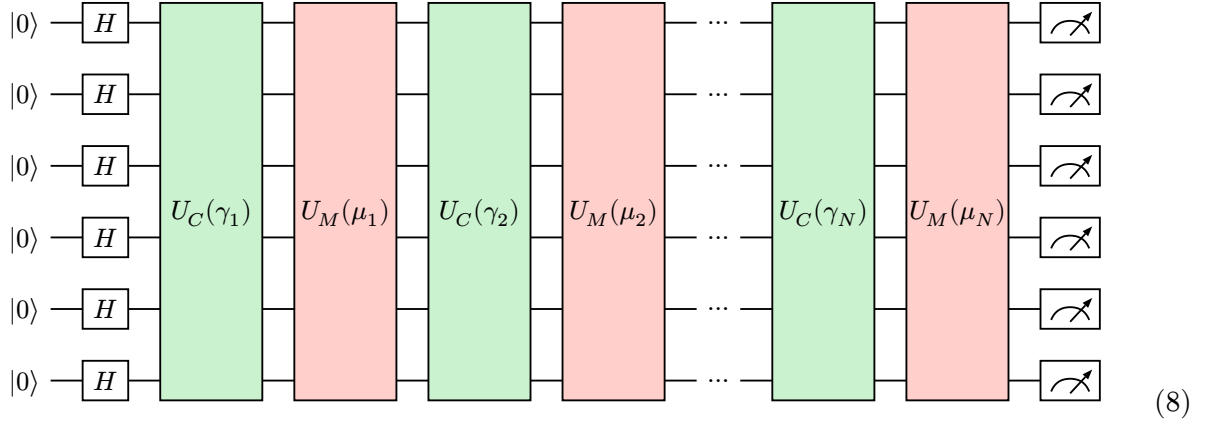 |0⟩ H ...
|0⟩ H ...
|0⟩ H ...
U_C(γ_1) U_M(μ_1) U_C(γ_2) U_M(μ_2) U_C(γ_N) U_M(μ_N)
|0⟩ H ...
|0⟩ H ...
|0⟩ H ...
(8)